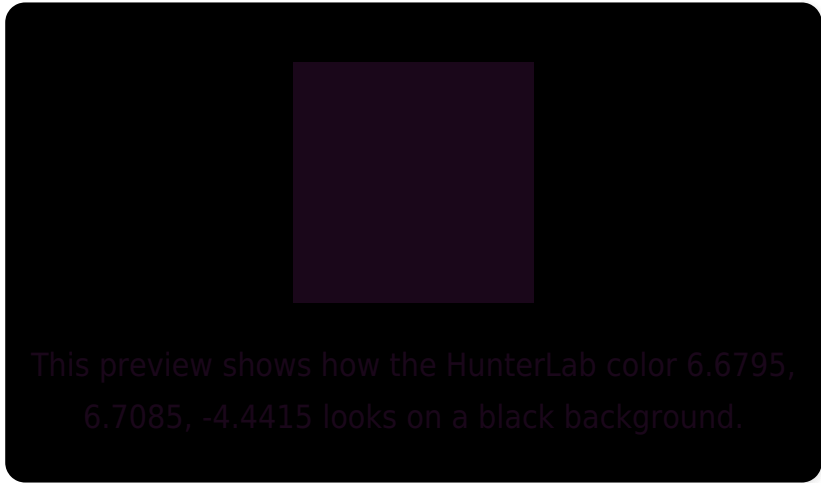 This preview shows how the HunterLab color 6.6795,
6.7085, -4.4415 looks on a black background.